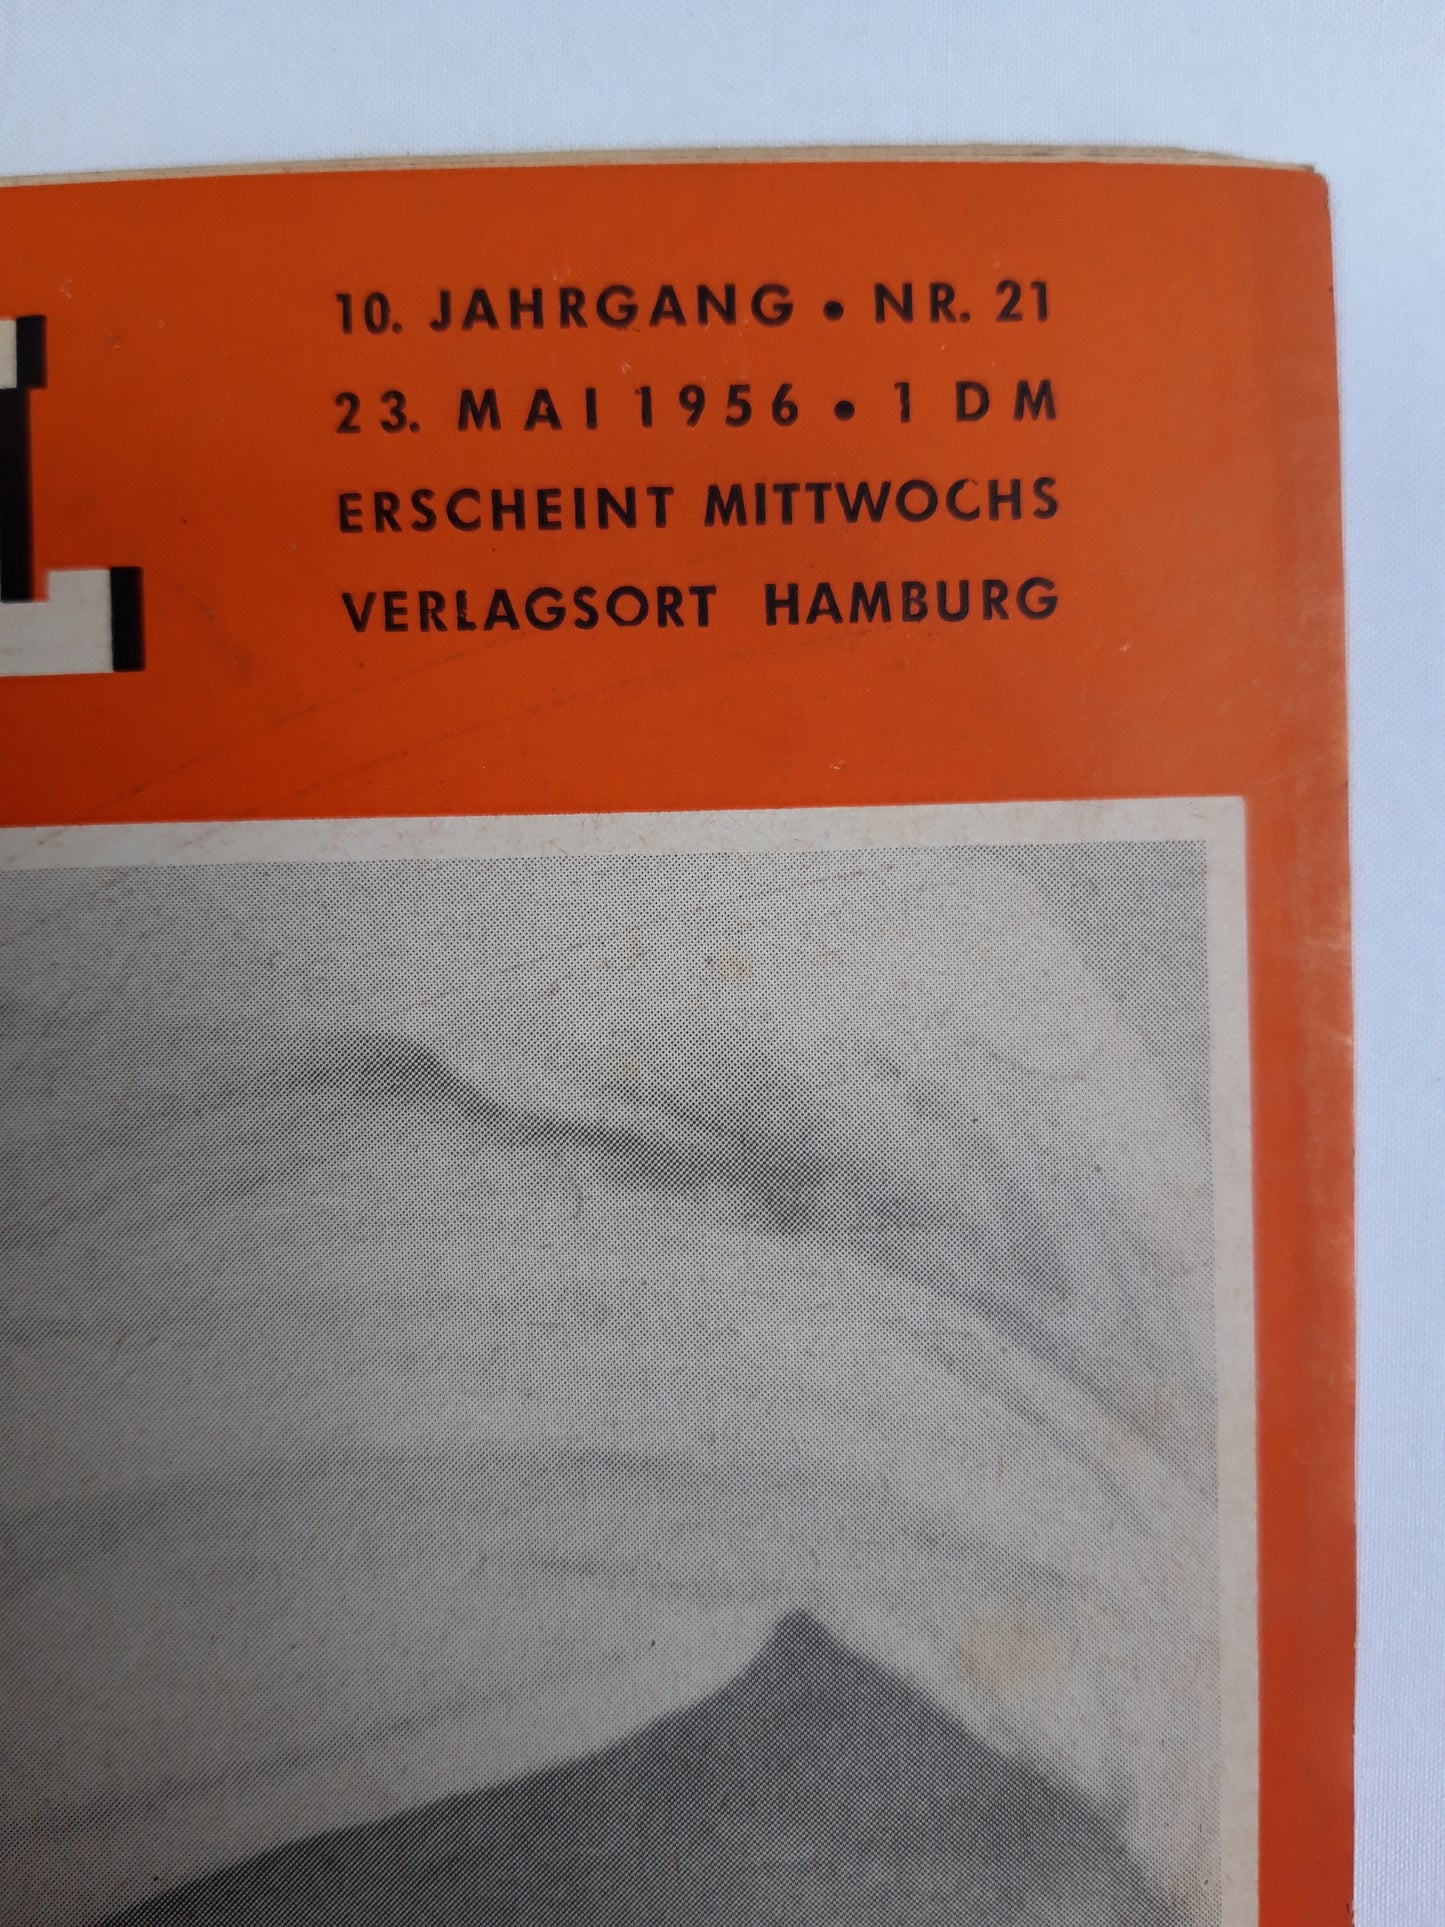 10. JAHRGANG • NR. 21
23. MAI 1956 • 1 DM
ERSCHEINT MITTWOCHS
VERLAGSORT HAMBURG